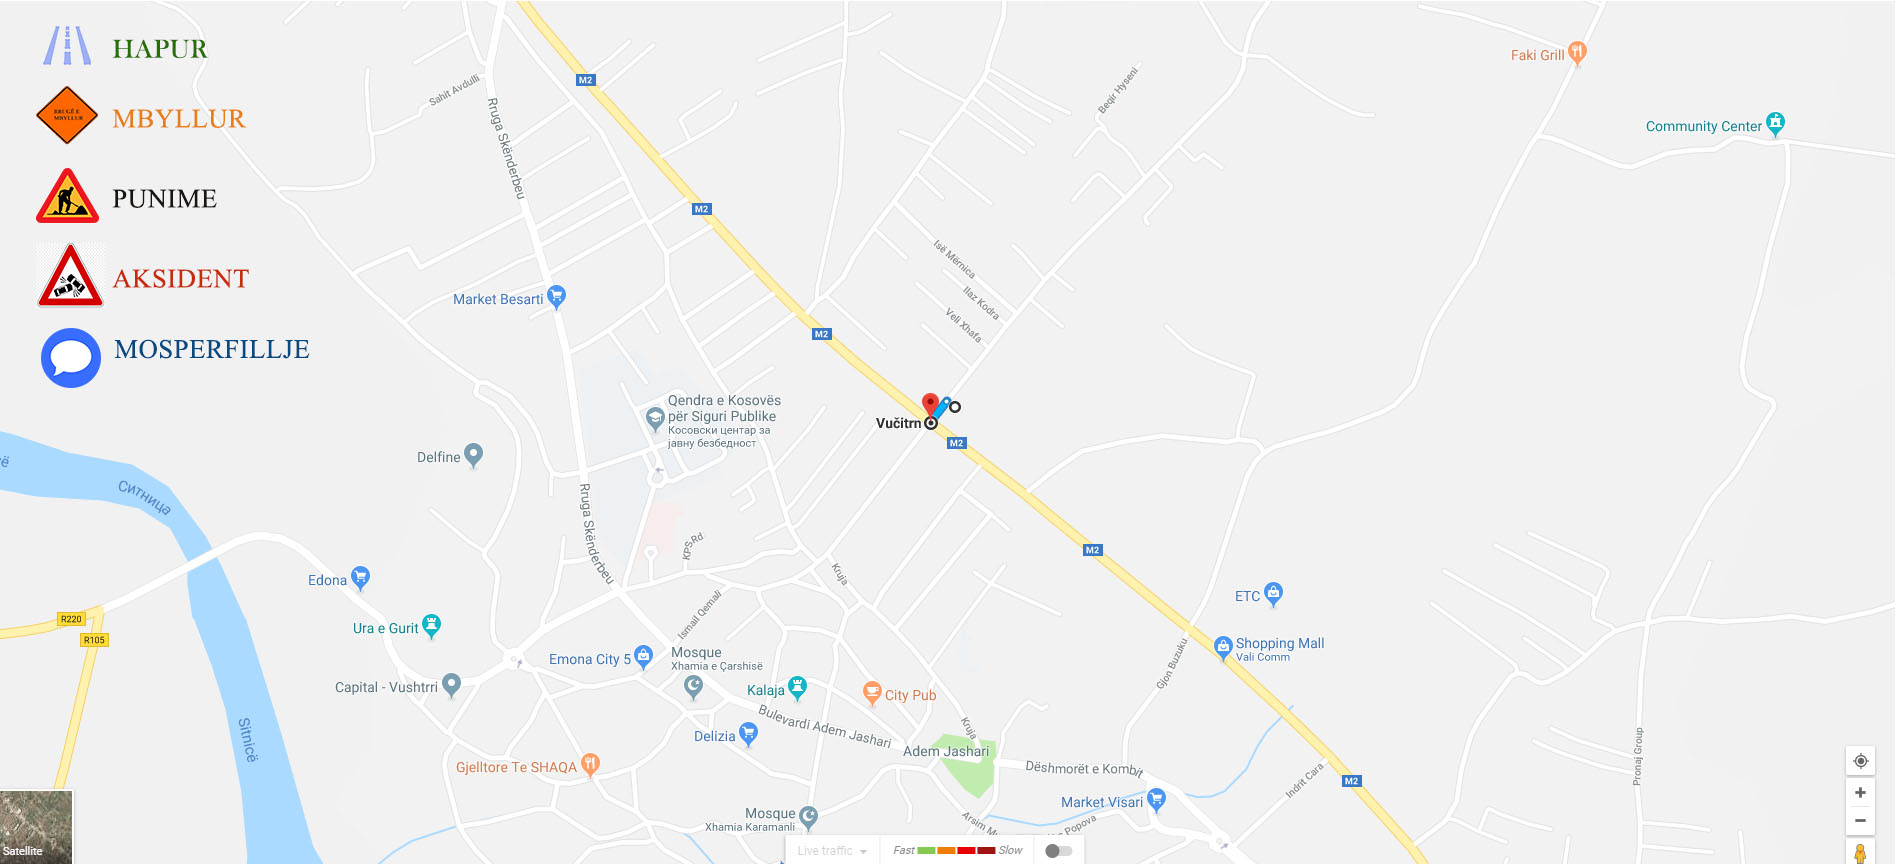 HAPUR
RRUGË E
MBYLLUR
MBYLLUR
PUNIME
AKSIDENT
MOSPERFILLJE
M2
Sahit Avdulli
Rruga Skënderbeu
Beqir Hyseni
Faki Grill
Community Center
M2
Isë Mërnica
Ilaz Kodra
Veli Xhafa
Market Besarti
M2
Qendra e Kosovës
për Siguri Publike
Косовски центар за
јавну безбедност
Vučitrn
M2
Delfine
Ситница
Rruga Skënderbeu
KPS Rd
Kruja
M2
Edona
R220
R105
Ura e Gurit
Ismail Qemali
ETC
Shopping Mall
Vali Comm
Gjon Buzuku
Emona City 5
Mosque
Xhamia e Çarshisë
Capital - Vushtrri
Kalaja
City Pub
Sitnicë
Delizia
Bulevardi Adem Jashari
Kruja
Adem Jashari
Gjelltore Te SHAQA
Dëshmorët e Kombit
Indrit Cara
M2
Pronaj Group
Market Visari
Mosque
Xhamia Karamanli
Popova
Satellite
Live traffic
Fast
Slow